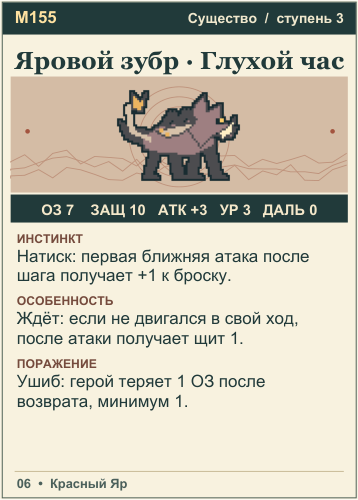 M155
Существо / ступень 3
Яровой зубр · Глухой час
ОЗ 7 ЗАЩ 10 АТК +3 УР 3 ДАЛЬ 0
ИНСТИНКТ
Натиск: первая ближняя атака после
шага получает +1 к броску.
ОСОБЕННОСТЬ
Ждёт: если не двигался в свой ход,
после атаки получает щит 1.
ПОРАЖЕНИЕ
Ушиб: герой теряет 1 ОЗ после
возврата, минимум 1.
06 • Красный Яр